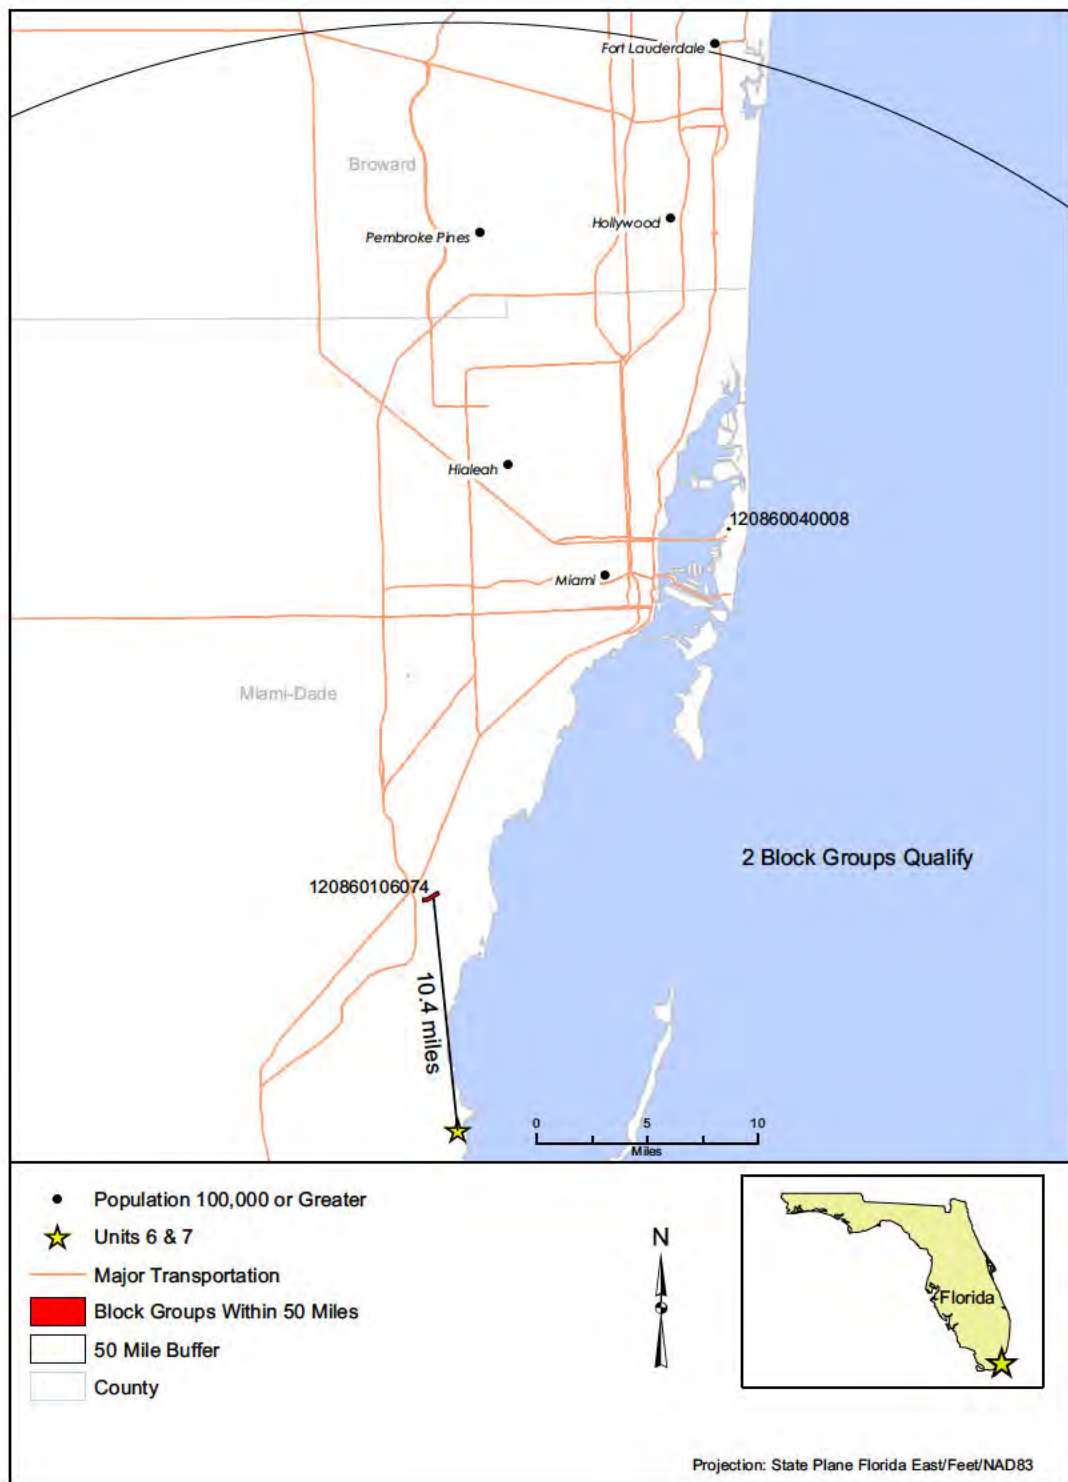 Fort Lauderdale
Broward
Hollywood
Pembroke Pines
Hialeah
120860040008
Miami
Miami-Dade
2 Block Groups Qualify
120860106074
10.4 miles
0 5 10
Miles
Population 100,000 or Greater
Units 6 & 7
Major Transportation
Block Groups Within 50 Miles
50 Mile Buffer
County
N
Florida
Projection: State Plane Florida East/Feet/NAD83